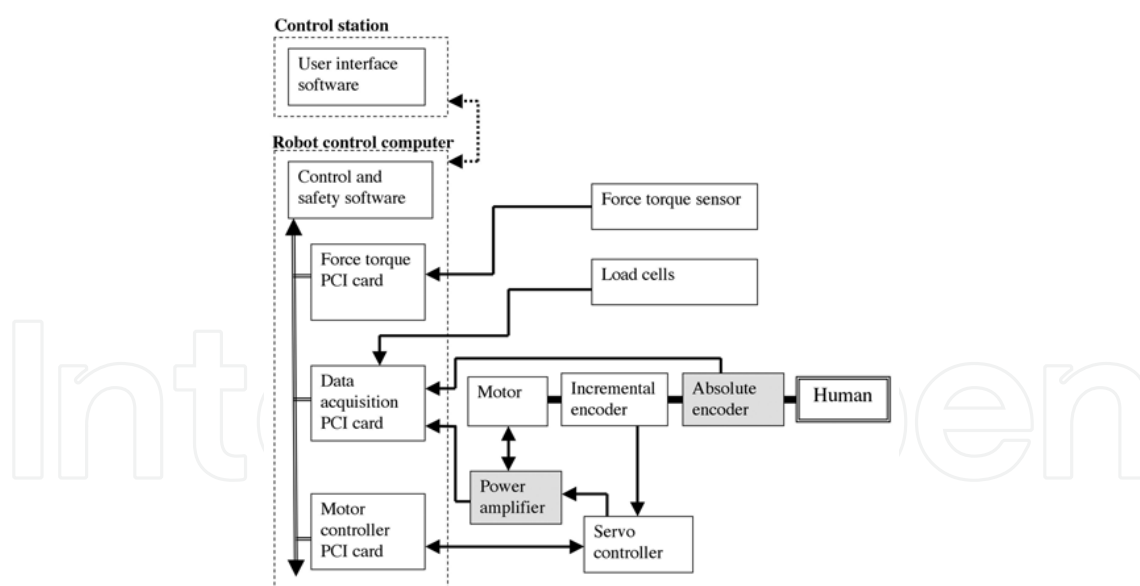 Control station
User interface
software
Robot control computer
Control and
safety software
Force torque sensor
Force torque
PCI card
Load cells
Data
acquisition
PCI card
Motor
Incremental
encoder
Absolute
encoder
Human
Power
amplifier
Motor
controller
PCI card
Servo
controller